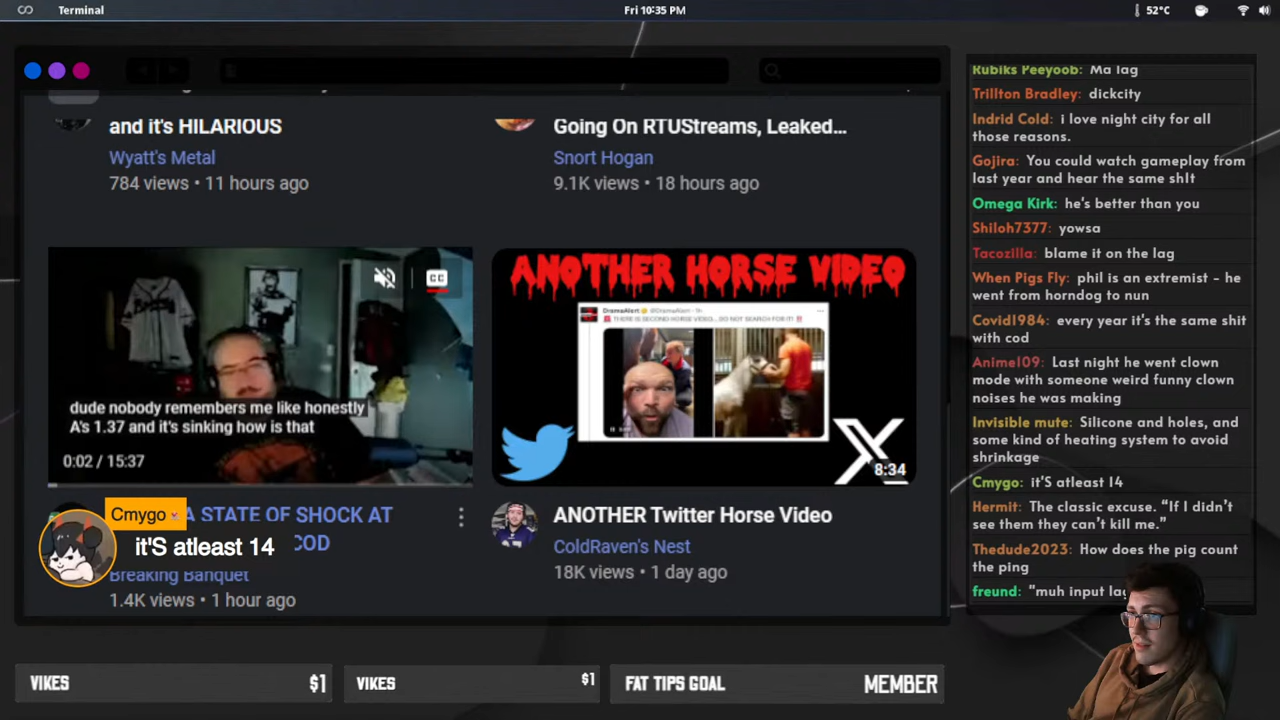 Terminal
Fri 10:35 PM
52°C
and it's HILARIOUS
Wyatt's Metal
784 views • 11 hours ago
Going On RTUStreams, Leaked...
Snort Hogan
9.1K views • 18 hours ago
CC
dude nobody remembers me like honestly
A's 1.37 and it's sinking how is that
0:02 / 15:37
ANOTHER HORSE VIDEO
DramaAlert
8:34
A STATE OF SHOCK AT
COD
Breaking Banquet
1.4K views • 1 hour ago
Cmygo
it'S atleast 14
ANOTHER Twitter Horse Video
ColdRaven's Nest
18K views • 1 day ago
Rubiks Peeyoob: Ma lag
Trillton Bradley: dickcity
Indrid Cold: i love night city for all
those reasons.
Gojira: You could watch gameplay from
last year and hear the same shIt
Omega Kirk: he's better than you
Shiloh7377: yowsa
Tacozilla: blame it on the lag
When Pigs Fly: phil is an extremist - he
went from horndog to nun
Covid1984: every year it's the same shit
with cod
Anime109: Last night he went clown
mode with someone weird funny clown
noises he was making
Invisible mute: Silicone and holes, and
some kind of heating system to avoid
shrinkage
Cmygo: it'S atleast 14
Hermit: The classic excuse. "If I didn't
see them they can't kill me."
Thedude2023: How does the pig count
the ping
freund: "muh input
VIKES $1
VIKES $1
FAT TIPS GOAL MEMBER